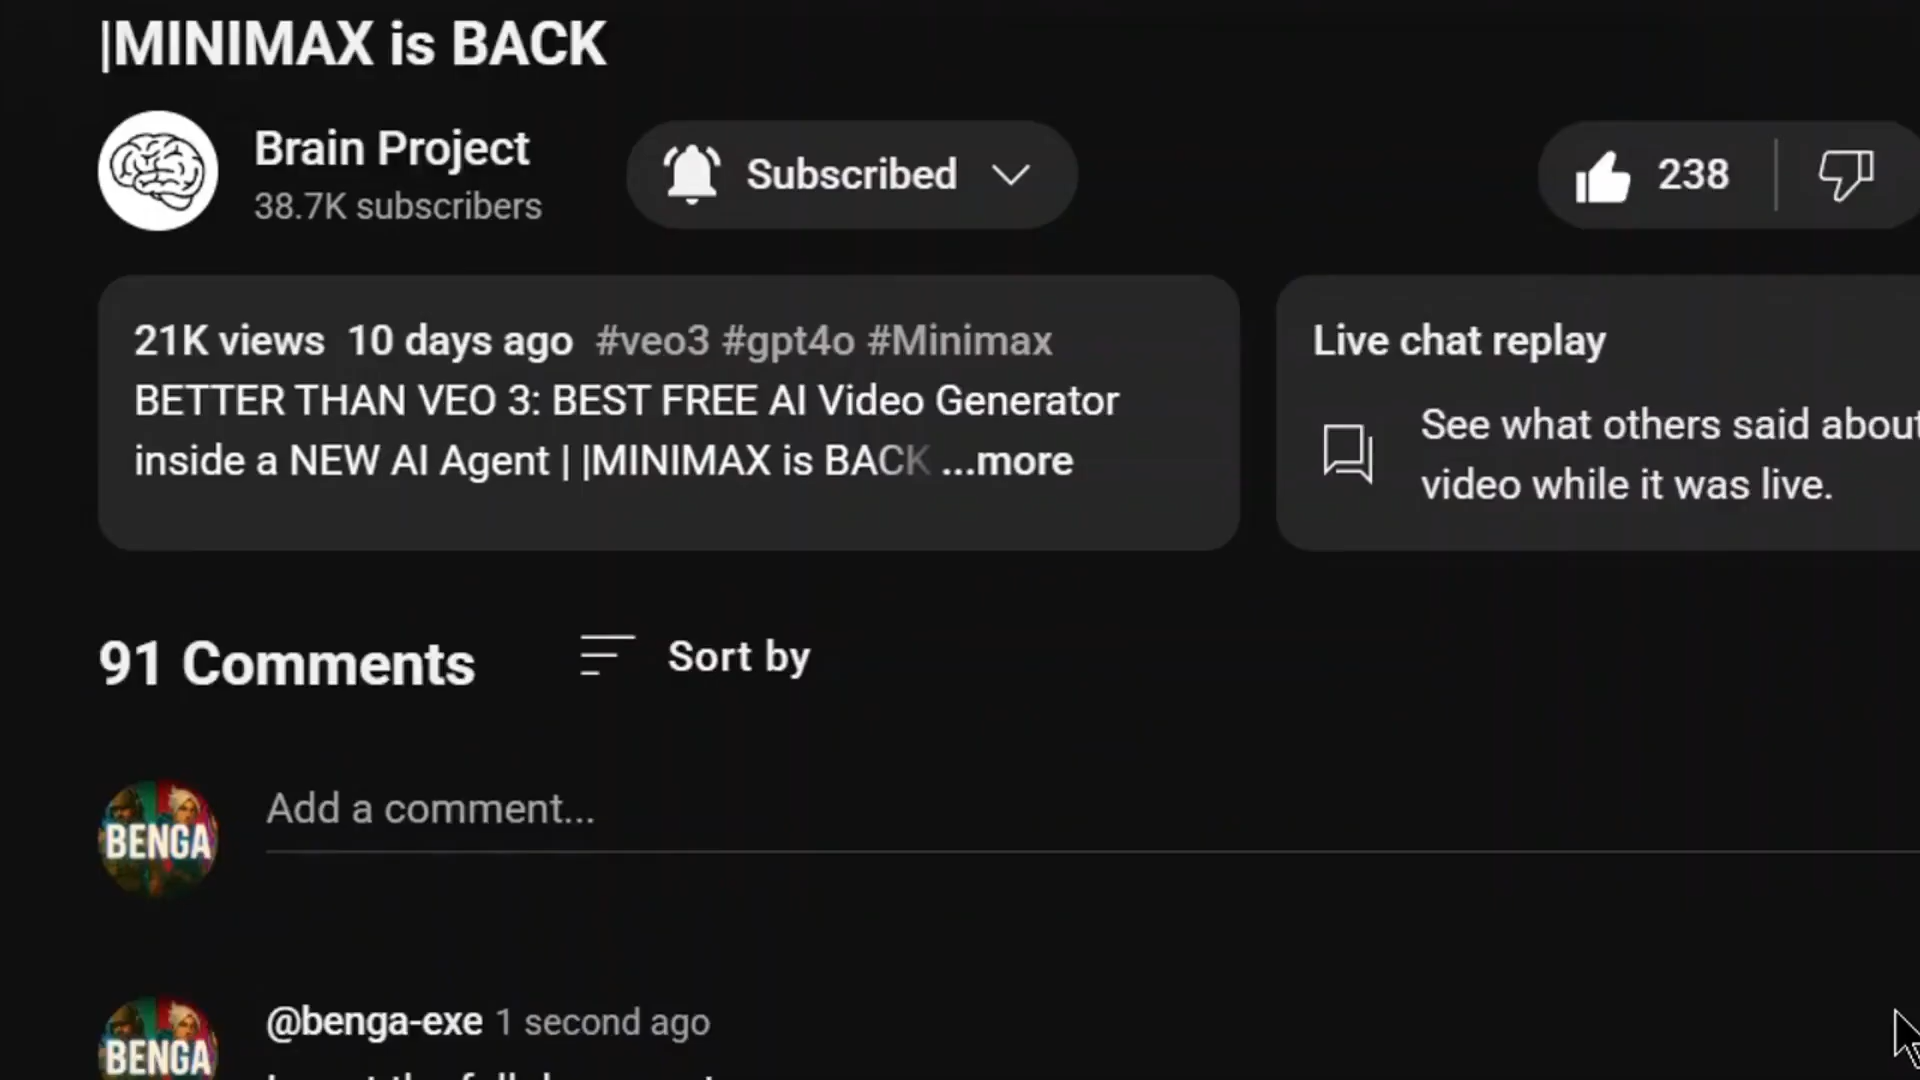 |MINIMAX is BACK
Brain Project
38.7K subscribers
Subscribed
238
21K views 10 days ago #veo3 #gpt4o #Minimax
BETTER THAN VEO 3: BEST FREE AI Video Generator
inside a NEW AI Agent | |MINIMAX is BACK ...more
Live chat replay
See what others said about
video while it was live.
91 Comments
Sort by
BENGA
Add a comment...
BENGA
@benga-exe 1 second ago